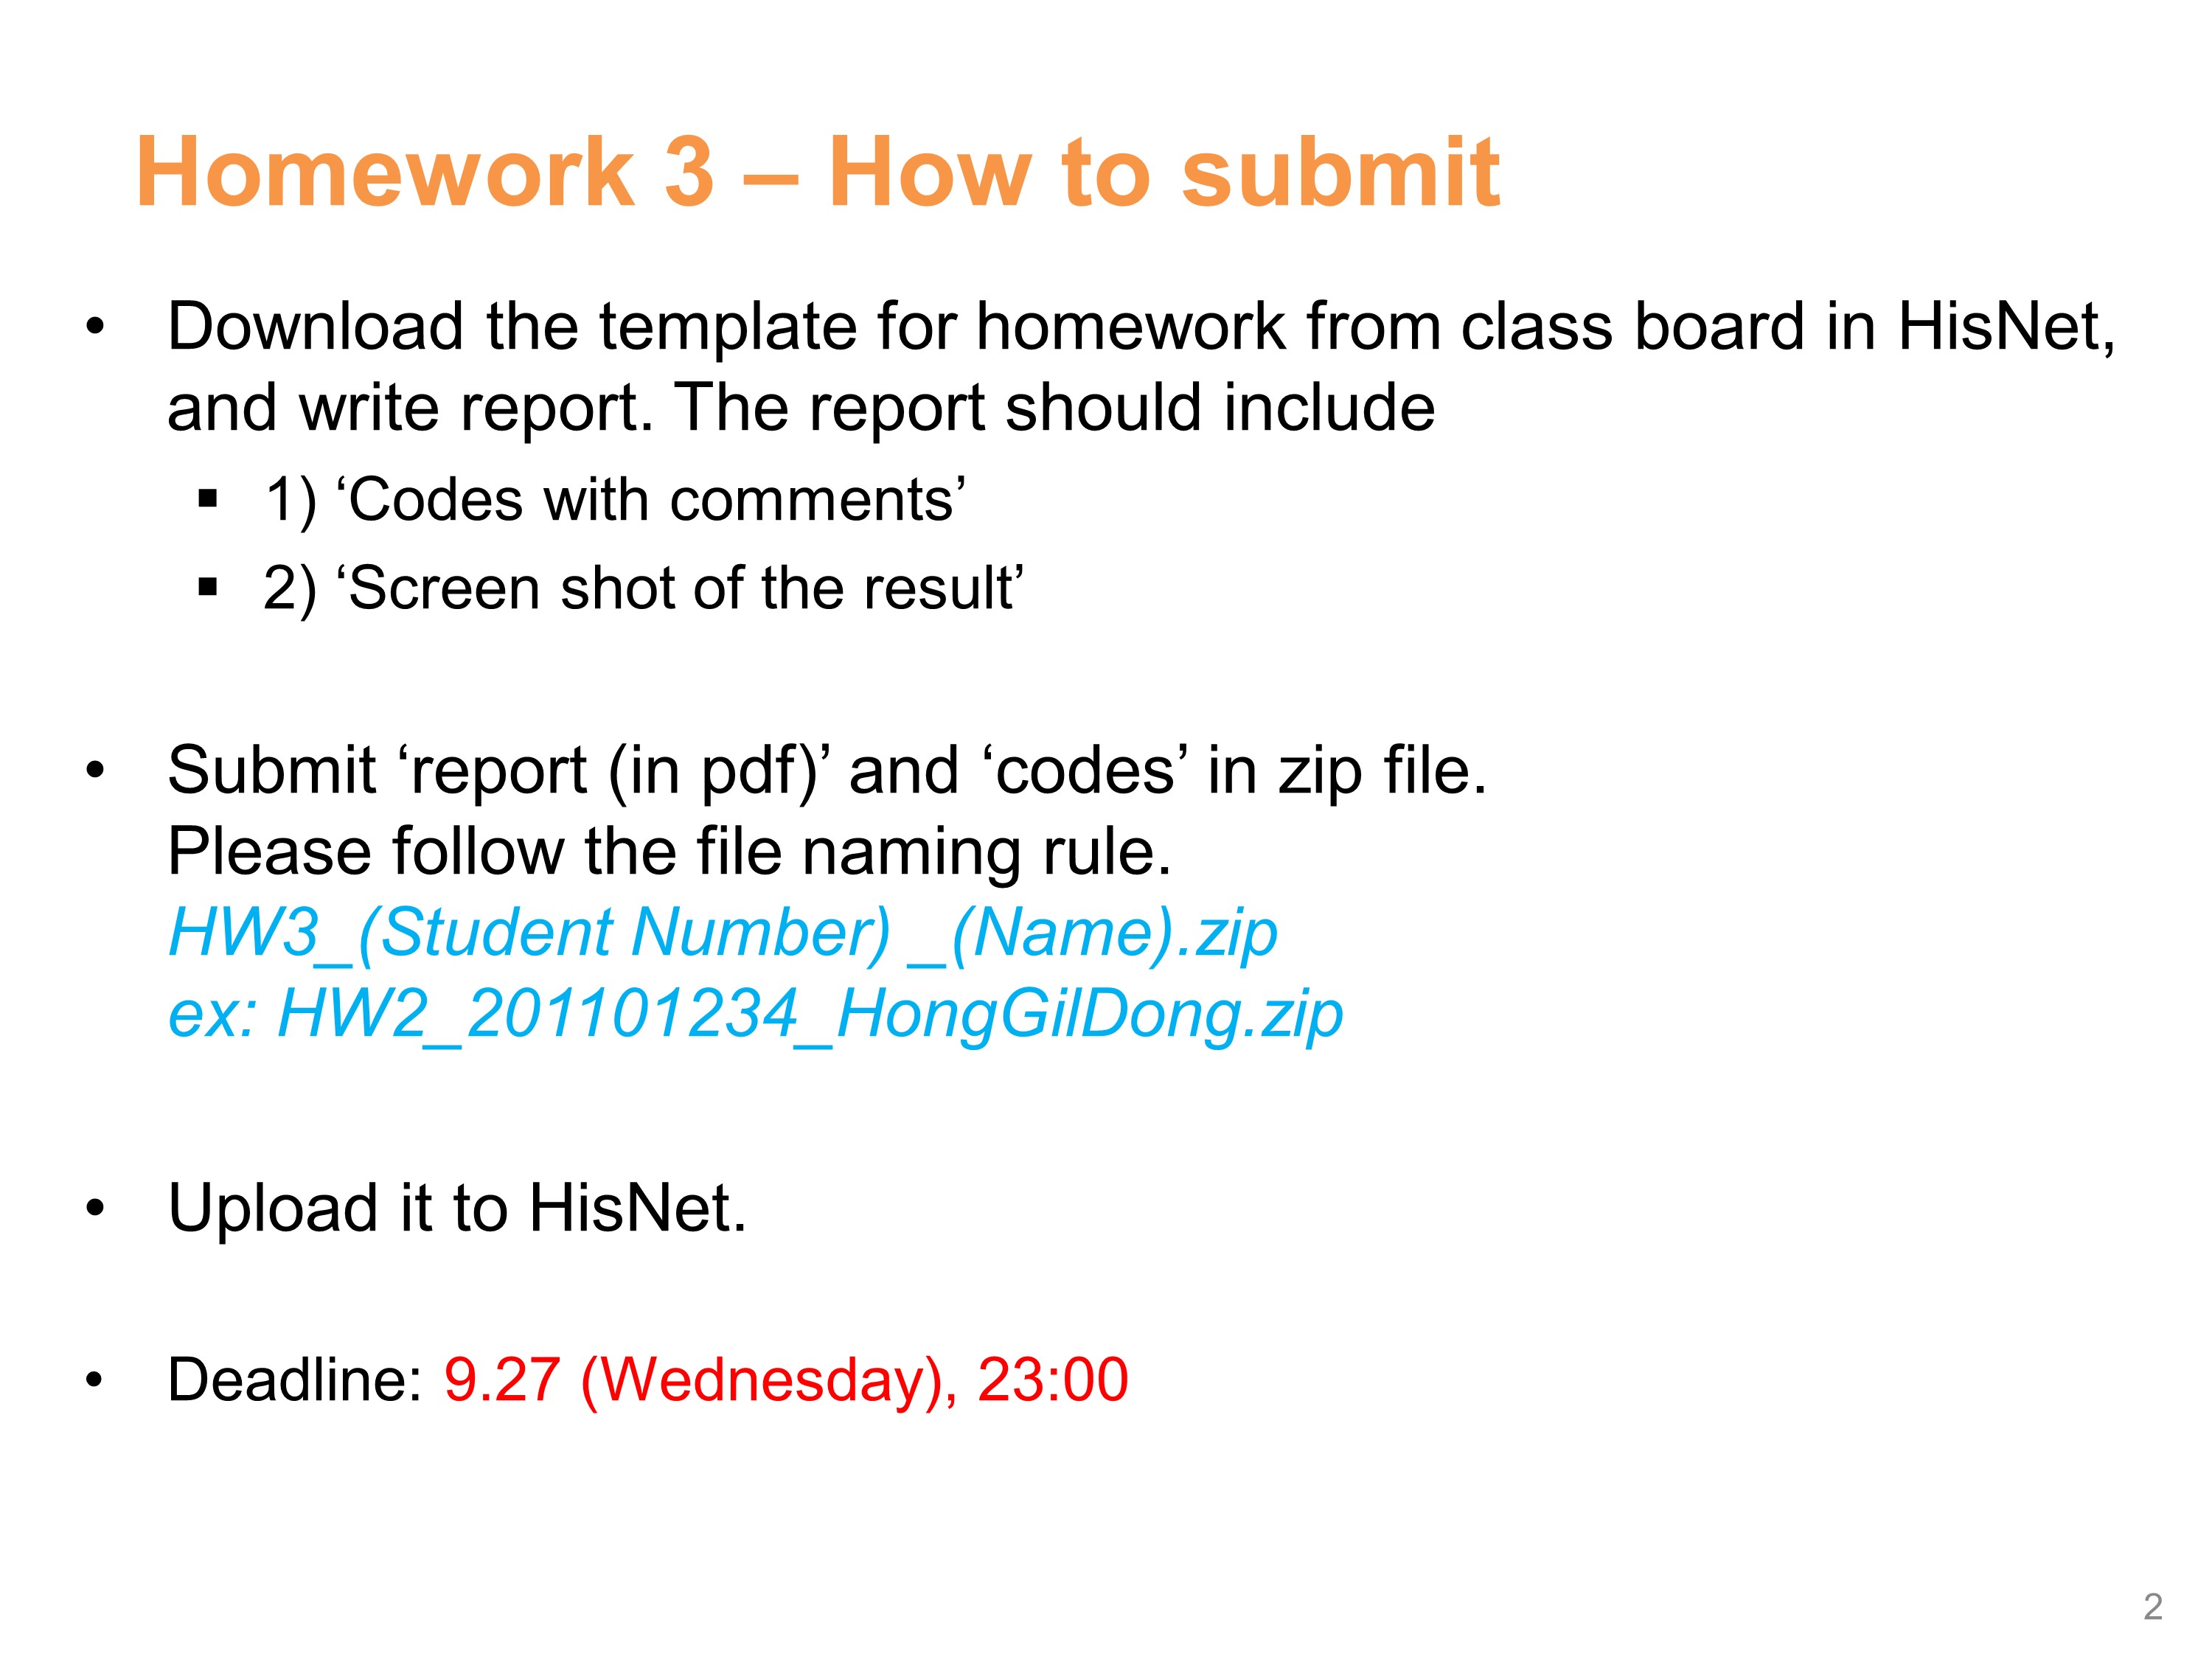 Homework 3 – How to submit
• Download the template for homework from class board in HisNet,
and write report. The report should include
▪ 1) ‘Codes with comments’
▪ 2) ‘Screen shot of the result’
• Submit ‘report (in pdf)’ and ‘codes’ in zip file.
Please follow the file naming rule.
HW3_(Student Number) _(Name).zip
ex: HW2_201101234_HongGilDong.zip
• Upload it to HisNet.
• Deadline: 9.27 (Wednesday), 23:00
2